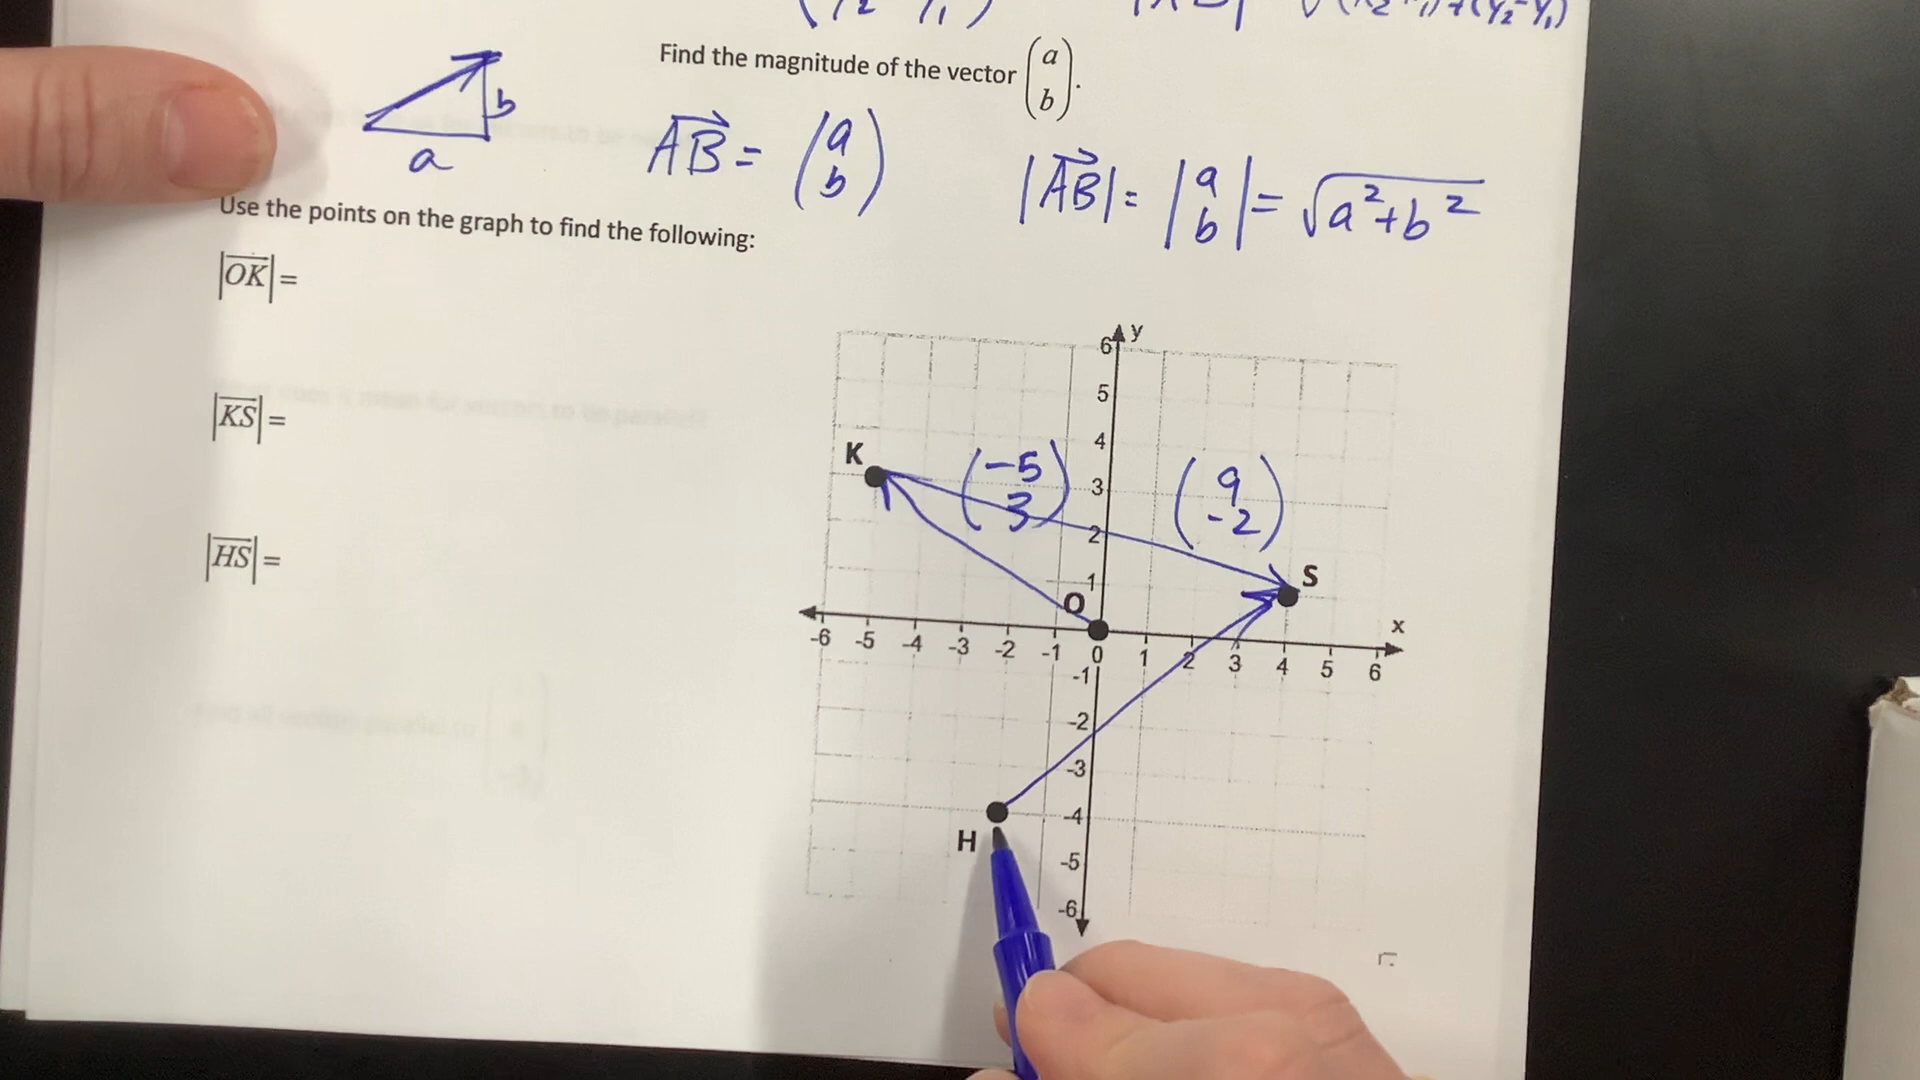 Find the magnitude of the vector (a b).
b
a
AB = (a b)
|AB| = |a b| = √a²+b²
Use the points on the graph to find the following:
|OK| =
|KS| =
|HS| =
y
6
5
4
3
2
1
K
(-5 3)
(9 -2)
S
O
x
-6 -5 -4 -3 -2 -1 0 1 2 3 4 5 6
-1
-2
-3
-4
-5
-6
H